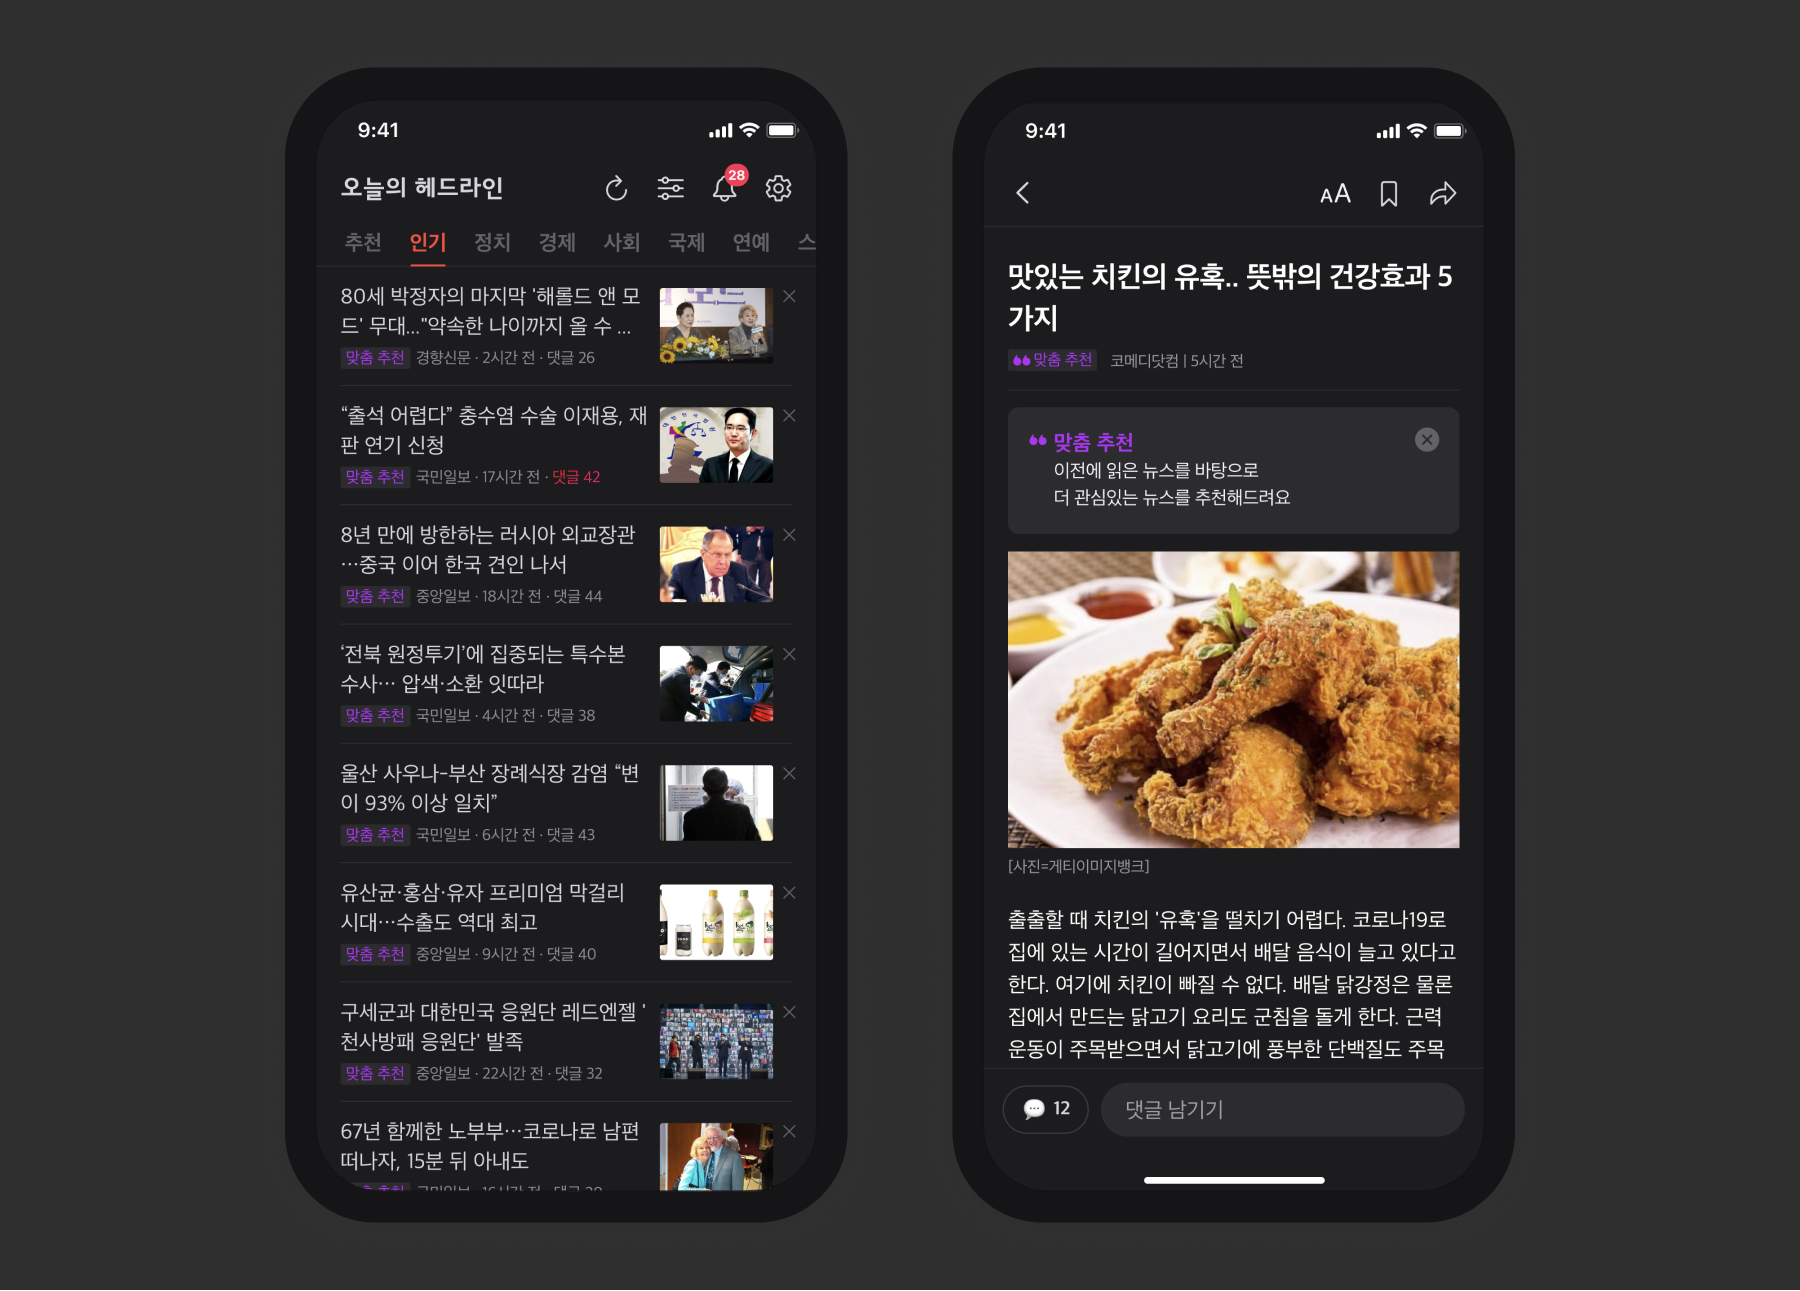 9:41
오늘의 헤드라인
28
추천 인기 정치 경제 사회 국제 연예 스
80세 박정자의 마지막 '해롤드 앤 모
드' 무대..."약속한 나이까지 올 수 ...
맞춤 추천 경향신문 · 2시간 전 · 댓글 26
“출석 어렵다” 충수염 수술 이재용, 재
판 연기 신청
맞춤 추천 국민일보 · 17시간 전 · 댓글 42
8년 만에 방한하는 러시아 외교장관
…중국 이어 한국 견인 나서
맞춤 추천 중앙일보 · 18시간 전 · 댓글 44
‘전북 원정투기’에 집중되는 특수본
수사… 압색·소환 잇따라
맞춤 추천 국민일보 · 4시간 전 · 댓글 38
울산 사우나-부산 장례식장 감염 “변
이 93% 이상 일치”
맞춤 추천 국민일보 · 6시간 전 · 댓글 43
유산균·홍삼·유자 프리미엄 막걸리
시대…수출도 역대 최고
맞춤 추천 중앙일보 · 9시간 전 · 댓글 40
구세군과 대한민국 응원단 레드엔젤 '
천사방패 응원단' 발족
맞춤 추천 중앙일보 · 22시간 전 · 댓글 32
67년 함께한 노부부…코로나로 남편
떠나자, 15분 뒤 아내도
9:41
AA
맛있는 치킨의 유혹.. 뜻밖의 건강효과 5
가지
맞춤 추천 코메디닷컴 | 5시간 전
맞춤 추천
이전에 읽은 뉴스를 바탕으로
더 관심있는 뉴스를 추천해드려요
[사진=게티이미지뱅크]
출출할 때 치킨의 '유혹'을 떨치기 어렵다. 코로나19로
집에 있는 시간이 길어지면서 배달 음식이 늘고 있다고
한다. 여기에 치킨이 빠질 수 없다. 배달 닭강정은 물론
집에서 만드는 닭고기 요리도 군침을 돌게 한다. 근력
운동이 주목받으면서 닭고기에 풍부한 단백질도 주목
12
댓글 남기기